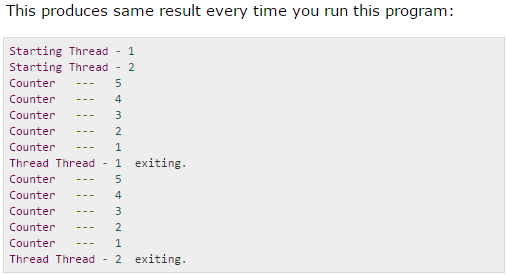 This produces same result every time you run this program:
Starting Thread - 1
Starting Thread - 2
Counter   ---   5
Counter   ---   4
Counter   ---   3
Counter   ---   2
Counter   ---   1
Thread Thread - 1  exiting.
Counter   ---   5
Counter   ---   4
Counter   ---   3
Counter   ---   2
Counter   ---   1
Thread Thread - 2  exiting.